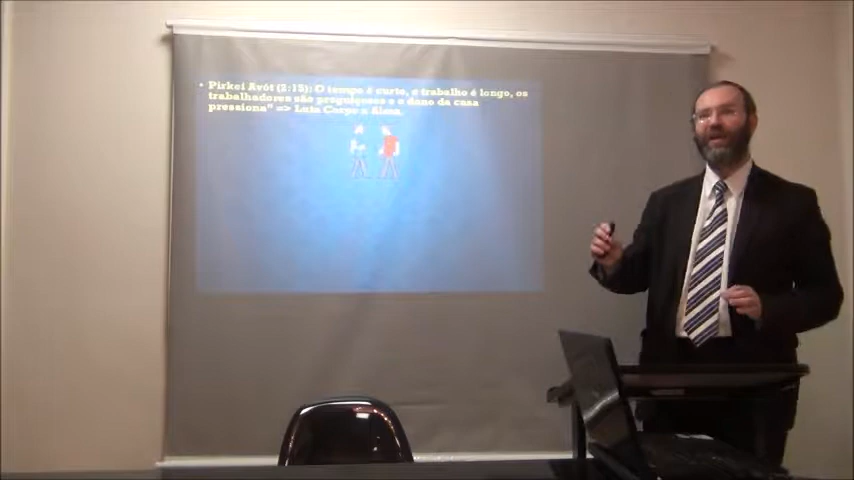 • Pirkei Avót (2:15): O tempo é curto, o trabalho é longo, os
trabalhadores são preguiçosos e o dono da casa
pressiona" => Luta Corpo x Alma.